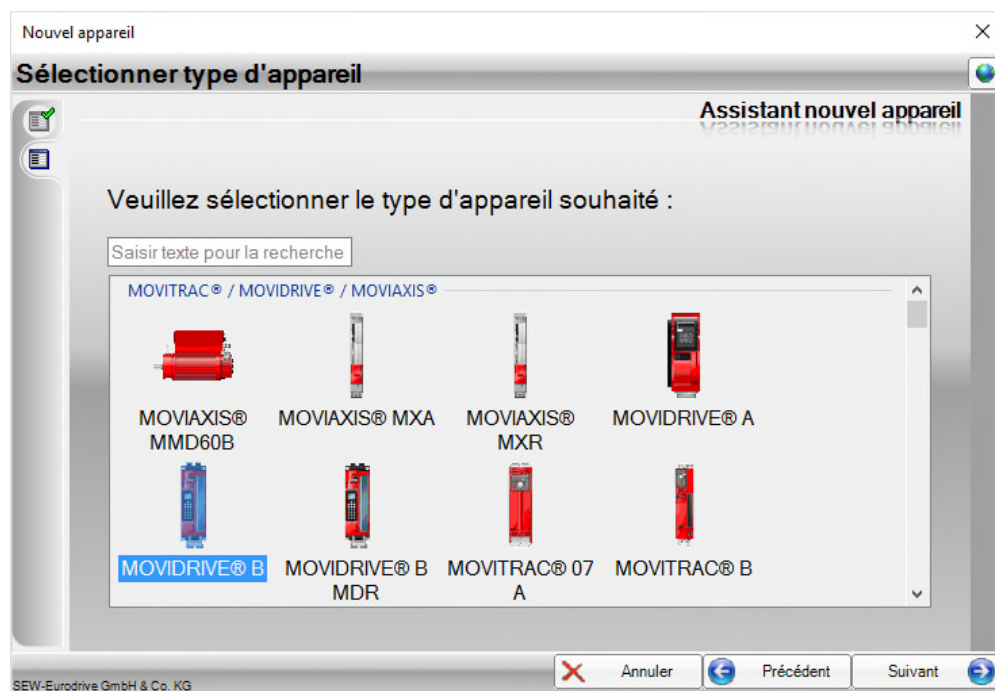 Nouvel appareil
Sélectionner type d'appareil
Assistant nouvel appareil
Veuillez sélectionner le type d'appareil souhaité :
Saisir texte pour la recherche
MOVITRAC® / MOVIDRIVE® / MOVIAXIS®
MOVIAXIS® MMD60B
MOVIAXIS® MXA
MOVIAXIS® MXR
MOVIDRIVE® A
MOVIDRIVE® B
MOVIDRIVE® B MDR
MOVITRAC® 07 A
MOVITRAC® B
Annuler
Précédent
Suivant
SEW-Eurodrive GmbH & Co. KG